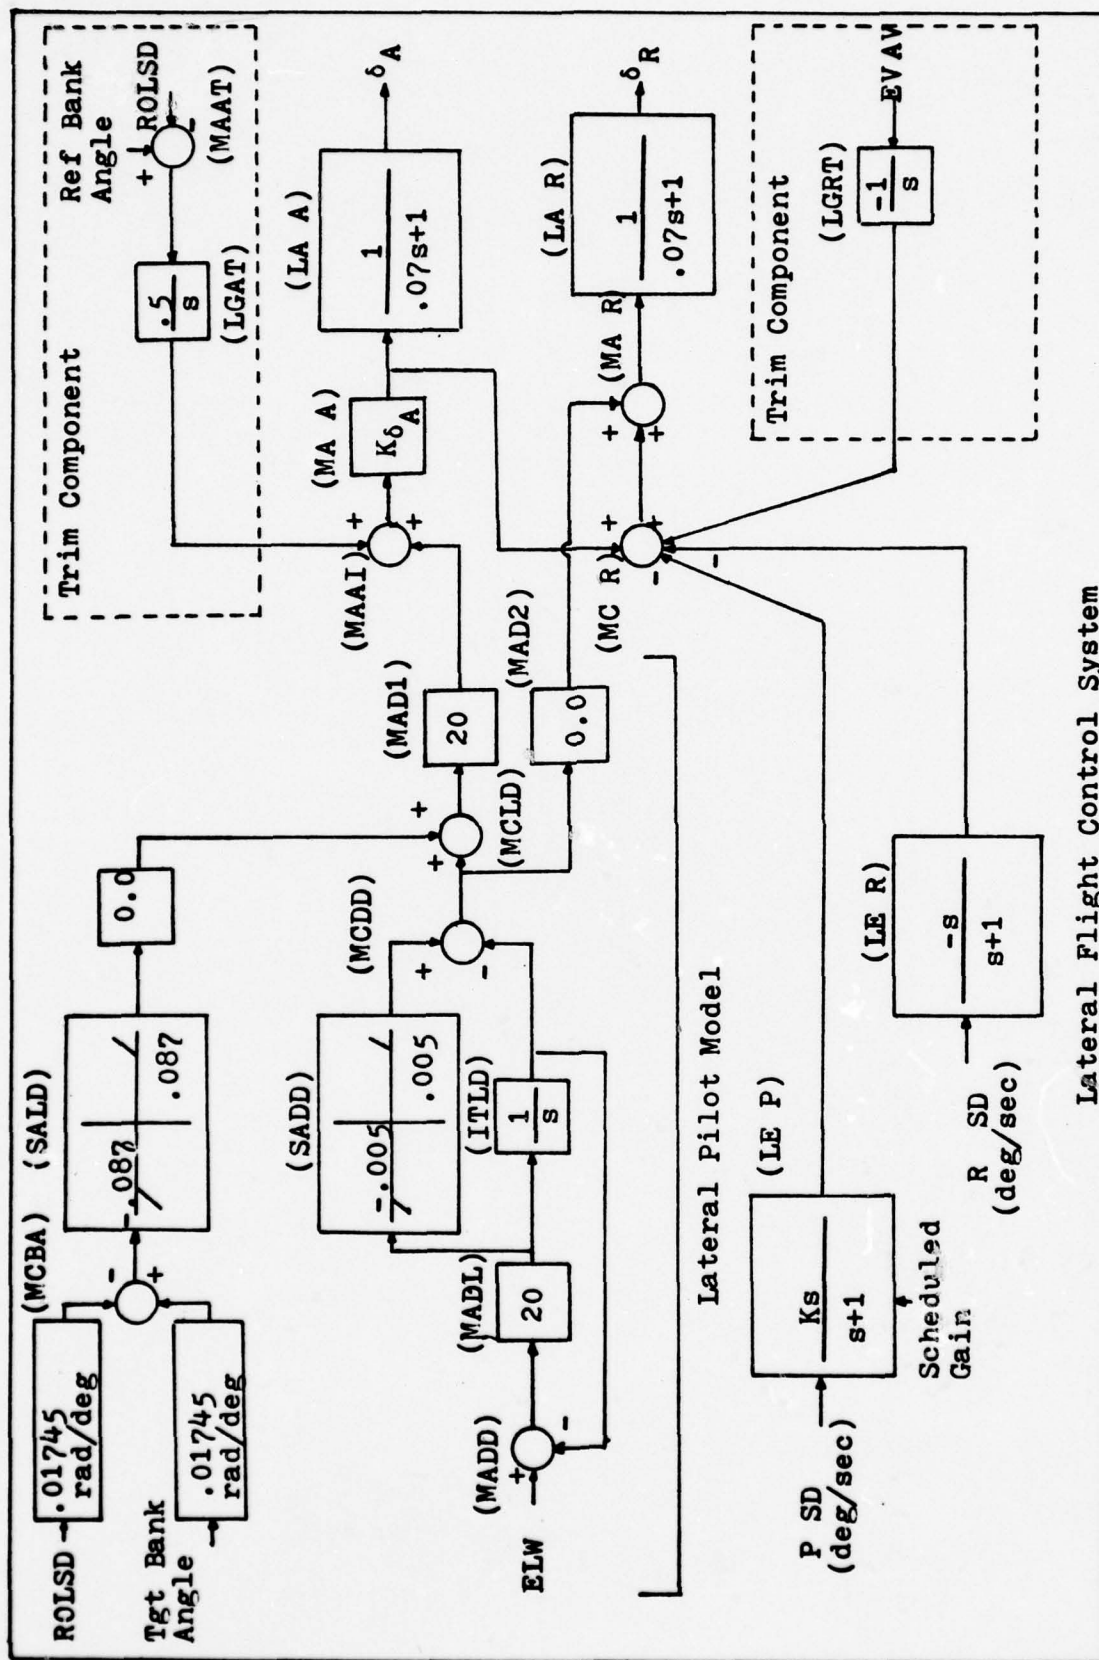 Trim Component
Ref Bank
Angle
+
ROLSD
-
(MAAT)
.5
s
(LGAT)
ROLSD
.01745
rad/deg
Tgt Bank
Angle
.01745
rad/deg
(MCBA)
-
+
(SALD)
-.087
.087
0.0
ELW
(MADD)
+
-
(MADL)
20
(SADD)
-.005
.005
(ITLD)
1
s
(MCDD)
+
-
(MCLD)
+
+
(MAD1)
20
(MAD2)
0.0
(MAAI)
+
+
(MA A)
KδA
(LA A)
1
.07s+1
δA
(MC R)
+
+
-
-
(MA R)
+
+
(LA R)
1
.07s+1
δR
Lateral Pilot Model
P SD
(deg/sec)
(LE P)
Ks
s+1
Scheduled
Gain
R SD
(deg/sec)
(LE R)
-s
s+1
Trim Component
(LGRT)
-1
s
EVAW
Lateral Flight Control System